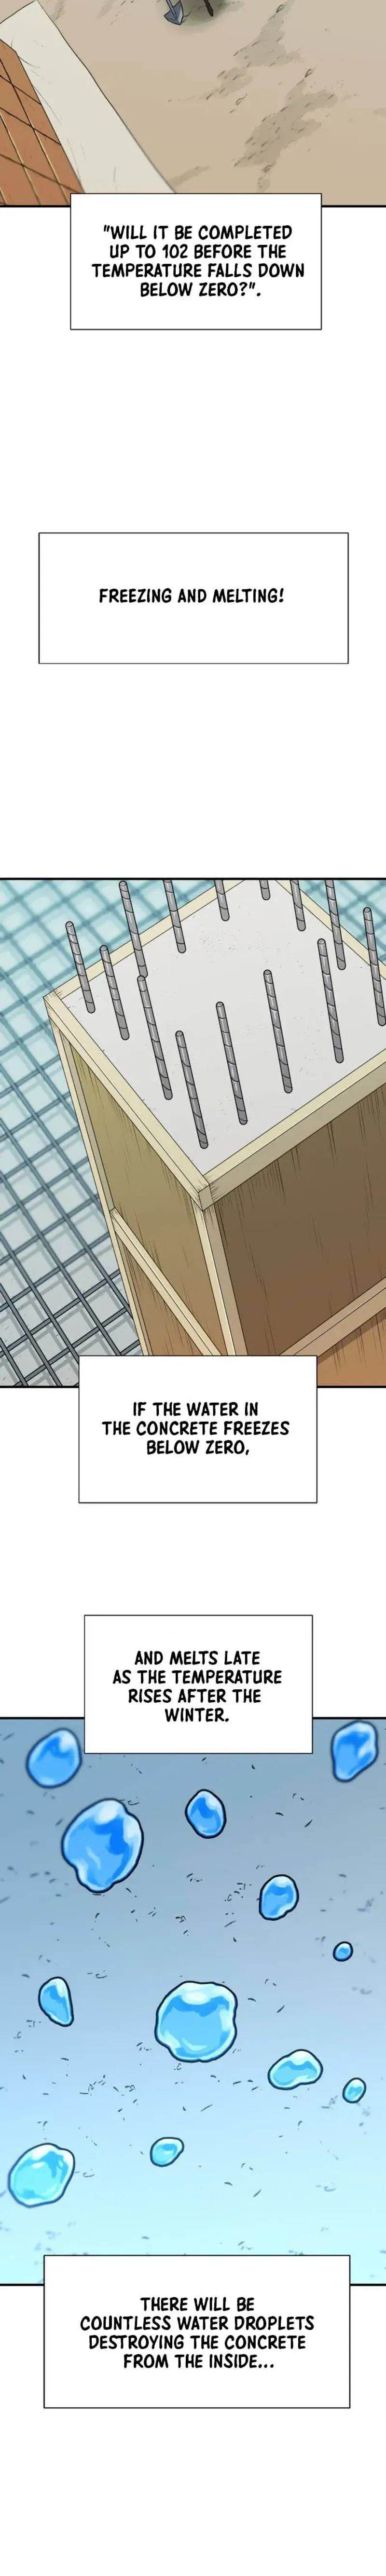 "WILL IT BE COMPLETED
UP TO 102 BEFORE THE
TEMPERATURE FALLS DOWN
BELOW ZERO?".
FREEZING AND MELTING!
IF THE WATER IN
THE CONCRETE FREEZES
BELOW ZERO,
AND MELTS LATE
AS THE TEMPERATURE
RISES AFTER THE
WINTER.
THERE WILL BE
COUNTLESS WATER DROPLETS
DESTROYING THE CONCRETE
FROM THE INSIDE...